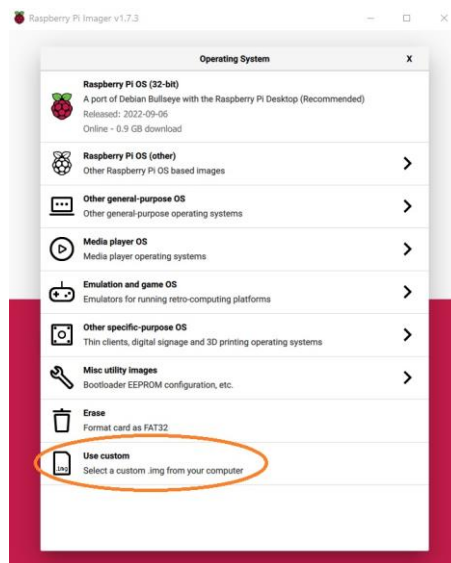 Raspberry Pi Imager v1.7.3
Operating System
X
Raspberry Pi OS (32-bit)
A port of Debian Bullseye with the Raspberry Pi Desktop (Recommended)
Released: 2022-09-06
Online - 0.9 GB download
Raspberry Pi OS (other)
Other Raspberry Pi OS based images
Other general-purpose OS
Other general-purpose operating systems
Media player OS
Media player operating systems
Emulation and game OS
Emulators for running retro-computing platforms
Other specific-purpose OS
Thin clients, digital signage and 3D printing operating systems
Misc utility images
Bootloader EEPROM configuration, etc.
Erase
Format card as FAT32
Use custom
.img
Select a custom .img from your computer